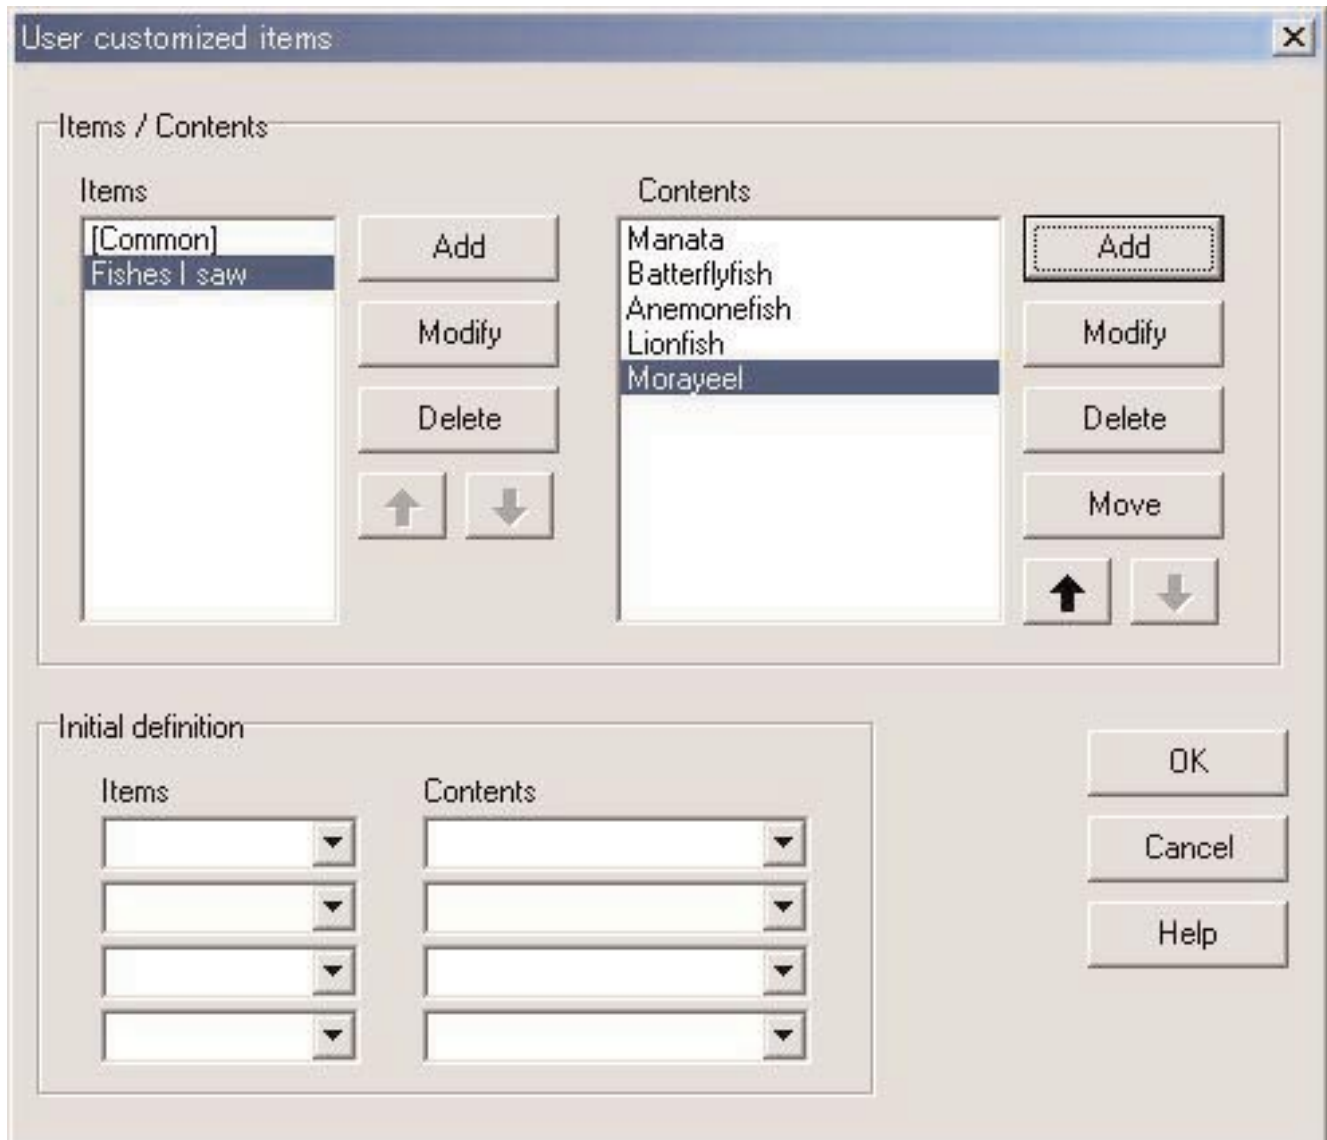 User customized items
Items / Contents
Items
[Common]
Fishes I saw
Add
Modify
Delete
Contents
Manata
Batterflyfish
Anemonefish
Lionfish
Morayeel
Add
Modify
Delete
Move
Initial definition
Items
Contents
OK
Cancel
Help